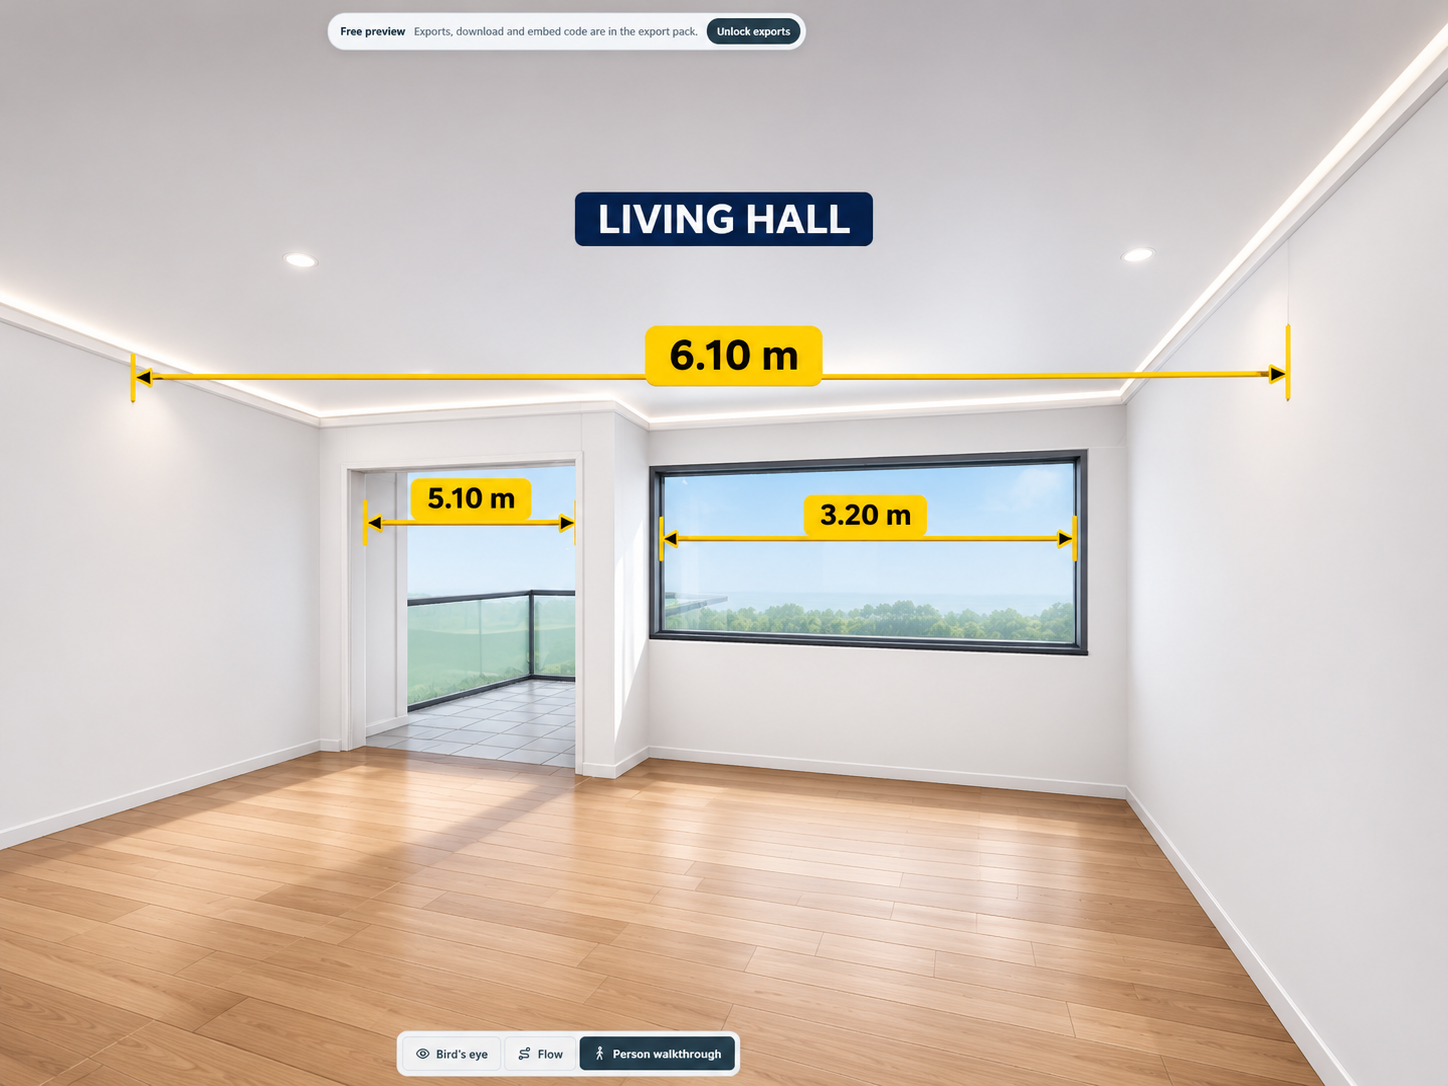 Free preview Exports, download and embed code are in the export pack. Unlock exports
LIVING HALL
6.10 m
5.10 m
3.20 m
Bird's eye Flow Person walkthrough